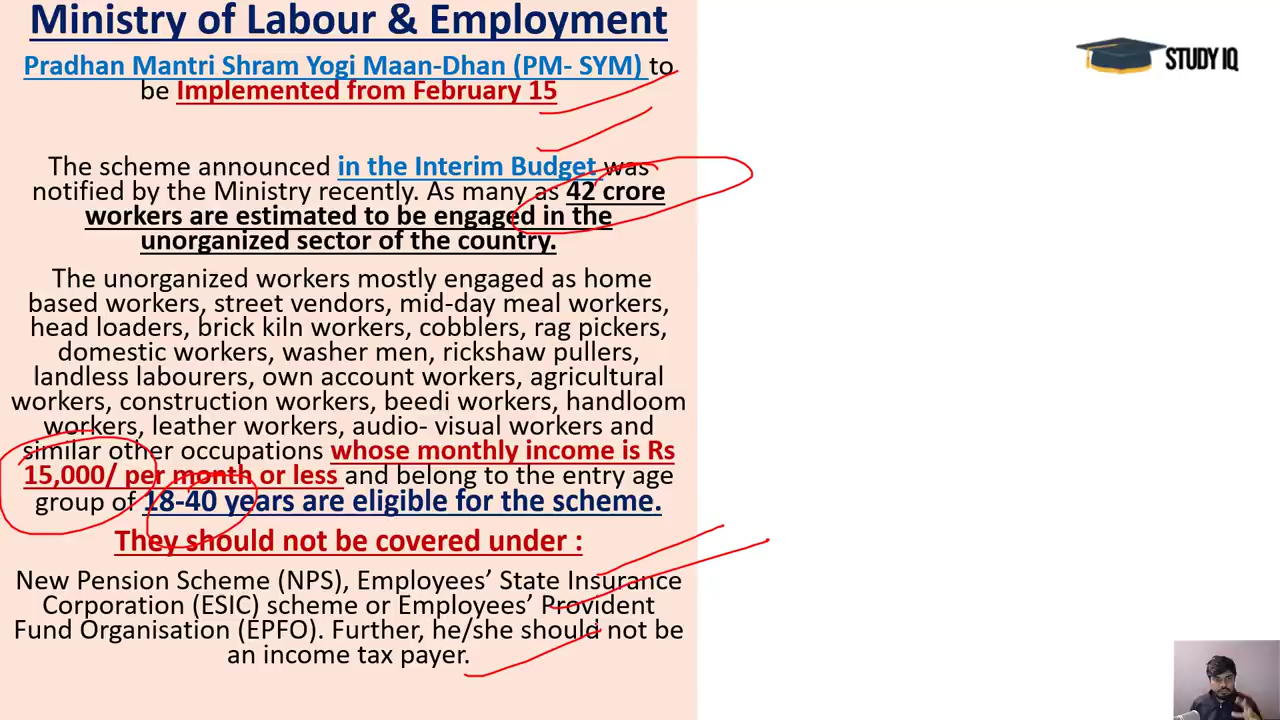 Ministry of Labour & Employment
Pradhan Mantri Shram Yogi Maan-Dhan (PM- SYM) to
be Implemented from February 15
STUDY IQ
The scheme announced in the Interim Budget was
notified by the Ministry recently. As many as 42 crore
workers are estimated to be engaged in the
unorganized sector of the country.
The unorganized workers mostly engaged as home
based workers, street vendors, mid-day meal workers,
head loaders, brick kiln workers, cobblers, rag pickers,
domestic workers, washer men, rickshaw pullers,
landless labourers, own account workers, agricultural
workers, construction workers, beedi workers, handloom
workers, leather workers, audio- visual workers and
similar other occupations whose monthly income is Rs
15,000/ per month or less and belong to the entry age
group of 18-40 years are eligible for the scheme.
They should not be covered under :
New Pension Scheme (NPS), Employees’ State Insurance
Corporation (ESIC) scheme or Employees’ Provident
Fund Organisation (EPFO). Further, he/she should not be
an income tax payer.